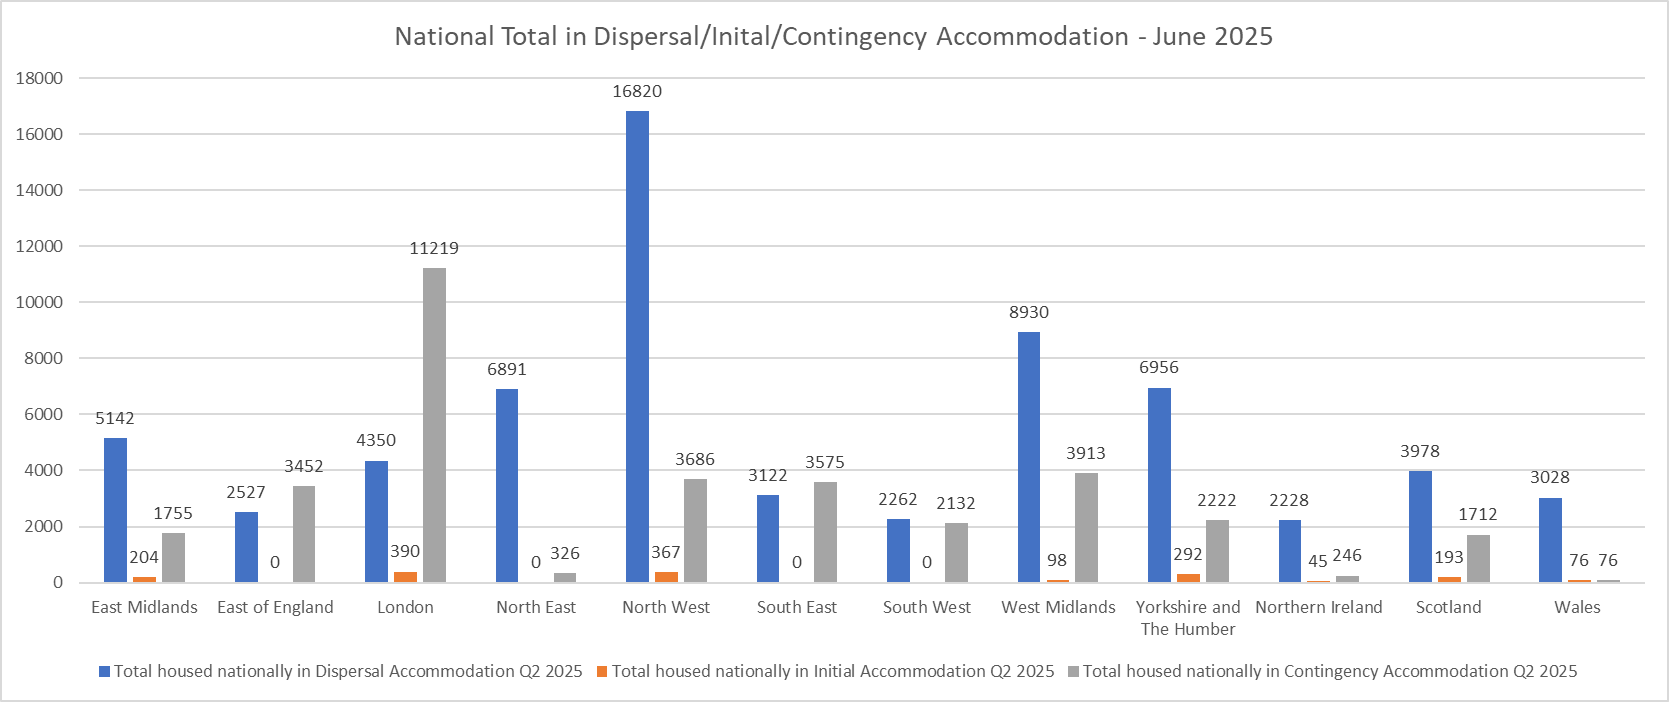 National Total in Dispersal/Inital/Contingency Accommodation - June 2025
18000
16000
14000
12000
10000
8000
6000
4000
2000
0
5142
204
1755
2527
0
3452
4350
390
11219
6891
0
326
16820
367
3686
3122
0
3575
2262
0
2132
8930
98
3913
6956
292
2222
2228
45
246
3978
193
1712
3028
76
76
East Midlands
East of England
London
North East
North West
South East
South West
West Midlands
Yorkshire and
The Humber
Northern Ireland
Scotland
Wales
Total housed nationally in Dispersal Accommodation Q2 2025
Total housed nationally in Initial Accommodation Q2 2025
Total housed nationally in Contingency Accommodation Q2 2025